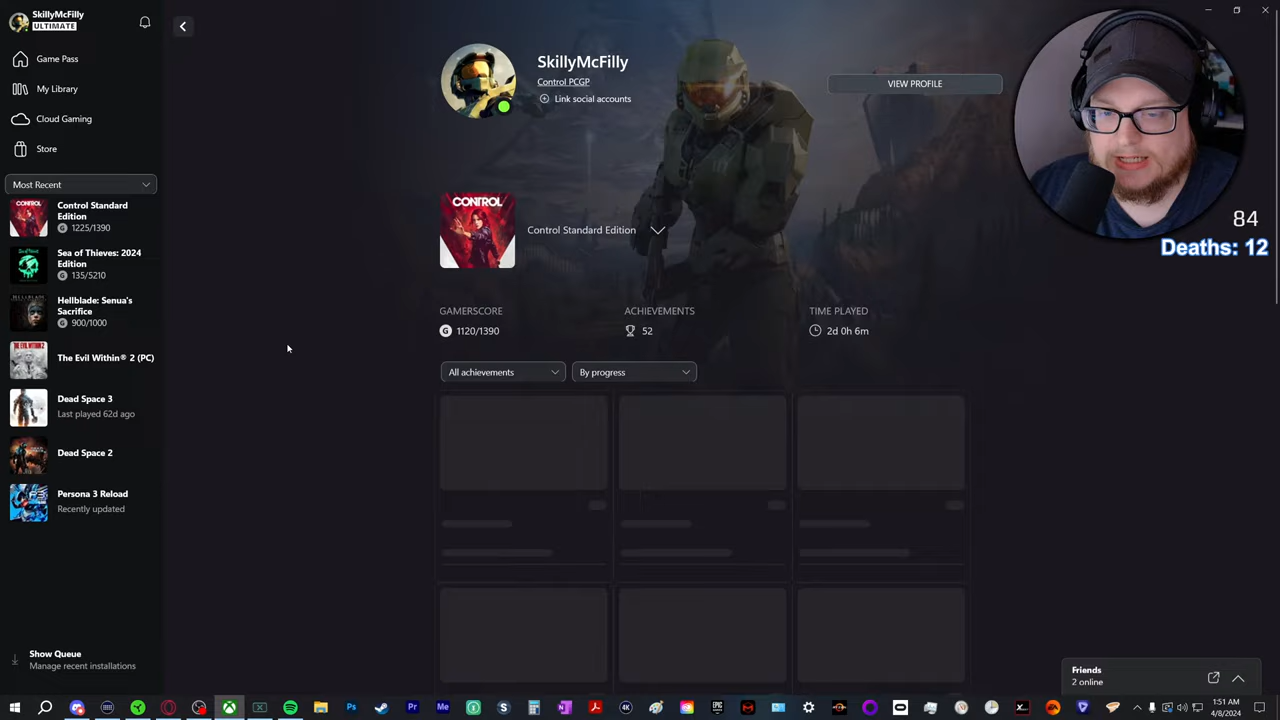 SkillyMcFilly
ULTIMATE
Game Pass
My Library
Cloud Gaming
Store
Most Recent
Control Standard
Edition
G 1225/1390
Sea of Thieves: 2024
Edition
G 135/5210
Hellblade: Senua's
Sacrifice
G 900/1000
The Evil Within® 2 (PC)
Dead Space 3
Last played 62d ago
Dead Space 2
Persona 3 Reload
Recently updated
Show Queue
Manage recent installations
SkillyMcFilly
Control PCGP
Link social accounts
VIEW PROFILE
CONTROL
Control Standard Edition
GAMERSCORE
G 1120/1390
ACHIEVEMENTS
52
TIME PLAYED
2d 0h 6m
All achievements
By progress
84
Deaths: 12
Friends
2 online
1:51 AM
4/8/2024